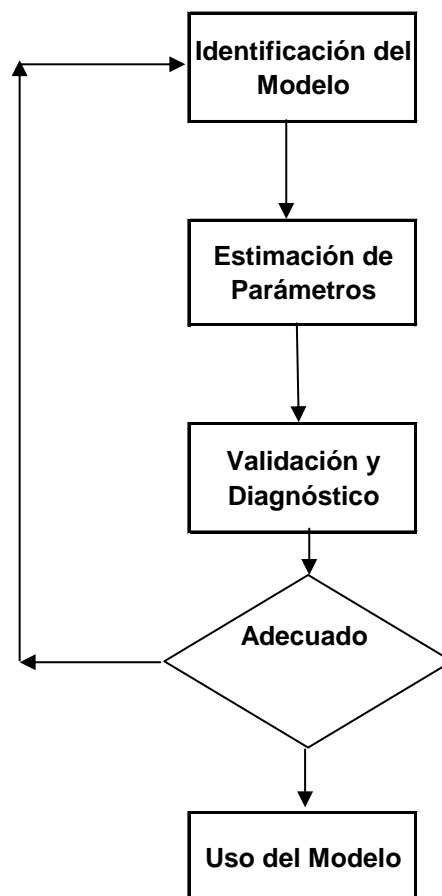 Identificación del
Modelo
Estimación de
Parámetros
Validación y
Diagnóstico
Adecuado
Uso del Modelo